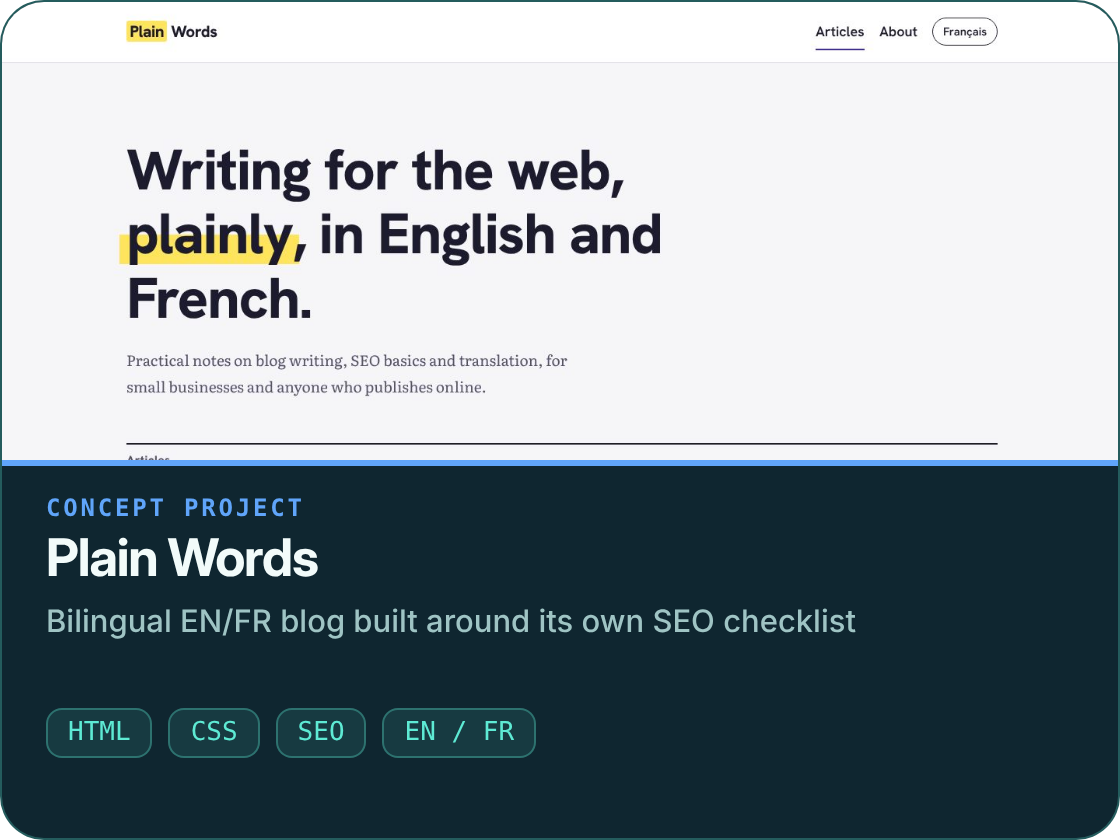 Plain Words
Articles About Français
Writing for the web,
plainly, in English and
French.
Practical notes on blog writing, SEO basics and translation, for
small businesses and anyone who publishes online.
Articles
CONCEPT PROJECT
Plain Words
Bilingual EN/FR blog built around its own SEO checklist
HTML CSS SEO EN / FR